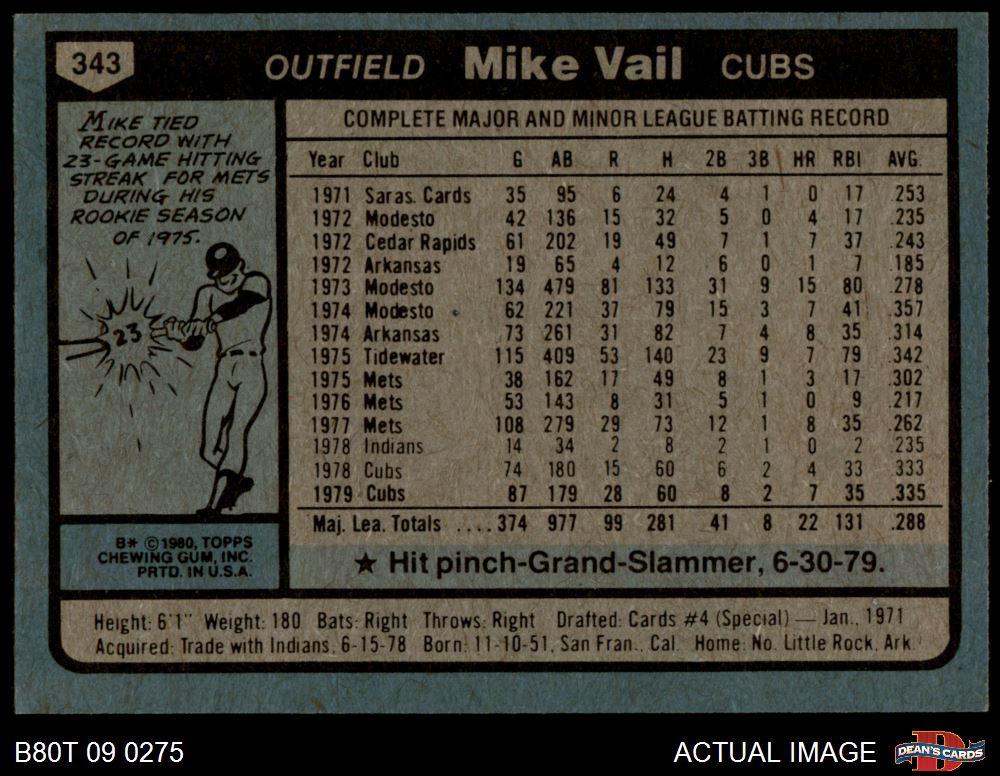 343 OUTFIELD Mike Vail CUBS
MIKE TIED
RECORD WITH
23-GAME HITTING
STREAK FOR METS
DURING HIS
ROOKIE SEASON
OF 1975.
23
B* ©1980, TOPPS
CHEWING GUM, INC.
PRTD. IN U.S.A.
COMPLETE MAJOR AND MINOR LEAGUE BATTING RECORD
Year Club G AB R H 2B 3B HR RBI AVG.
1971 Saras. Cards 35 95 6 24 4 1 0 17 .253
1972 Modesto 42 136 15 32 5 0 4 17 .235
1972 Cedar Rapids 61 202 19 49 7 1 7 37 .243
1972 Arkansas 19 65 4 12 6 0 1 7 .185
1973 Modesto 134 479 81 133 31 9 15 80 .278
1974 Modesto 62 221 37 79 15 3 7 41 .357
1974 Arkansas 73 261 31 82 7 4 8 35 .314
1975 Tidewater 115 409 53 140 23 9 7 79 .342
1975 Mets 38 162 17 49 8 1 3 17 .302
1976 Mets 53 143 8 31 5 1 0 9 .217
1977 Mets 108 279 29 73 12 1 8 35 .262
1978 Indians 14 34 2 8 2 1 0 2 .235
1978 Cubs 74 180 15 60 6 2 4 33 .333
1979 Cubs 87 179 28 60 8 2 7 35 .335
Maj. Lea. Totals ....374 977 99 281 41 8 22 131 .288
★ Hit pinch-Grand-Slammer, 6-30-79.
Height: 6'1" Weight: 180 Bats: Right Throws: Right Drafted: Cards #4 (Special) — Jan., 1971
Acquired: Trade with Indians, 6-15-78 Born: 11-10-51, San Fran., Cal. Home: No. Little Rock, Ark.
B80T 09 0275
ACTUAL IMAGE
D
DEAN'S CARDS